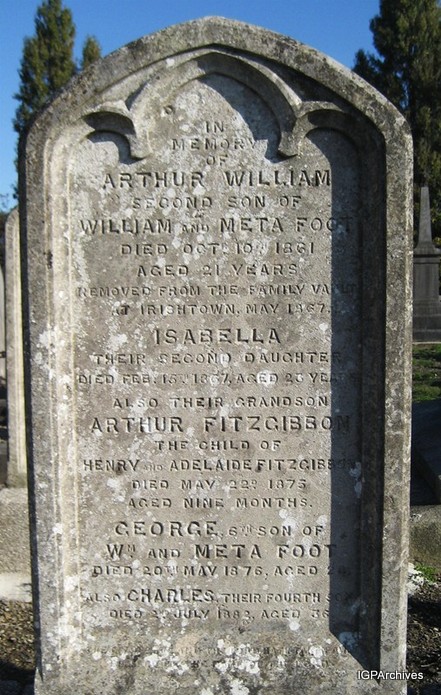 IN
MEMORY
OF
ARTHUR WILLIAM
SECOND SON OF
WILLIAM AND META FOOT
DIED OCT. 10TH 1861
AGED 21 YEARS
REMOVED FROM THE FAMILY VAULT
AT IRISHTOWN, MAY 1867.
ISABELLA
THEIR SECOND DAUGHTER
DIED FEB. 15TH 1867, AGED
ALSO THEIR GRANDSON
ARTHUR FITZGIBBON
THE CHILD OF
HENRY AND ADELAIDE FITZGIBBON
DIED MAY 22D 1875
AGED NINE MONTHS.
GEORGE, 6TH SON OF
WM AND META FOOT
DIED 20TH MAY 1876, AGED
ALSO CHARLES, THEIR FOURTH SON
DIED JULY 1882, AGED 36
IGPArchives